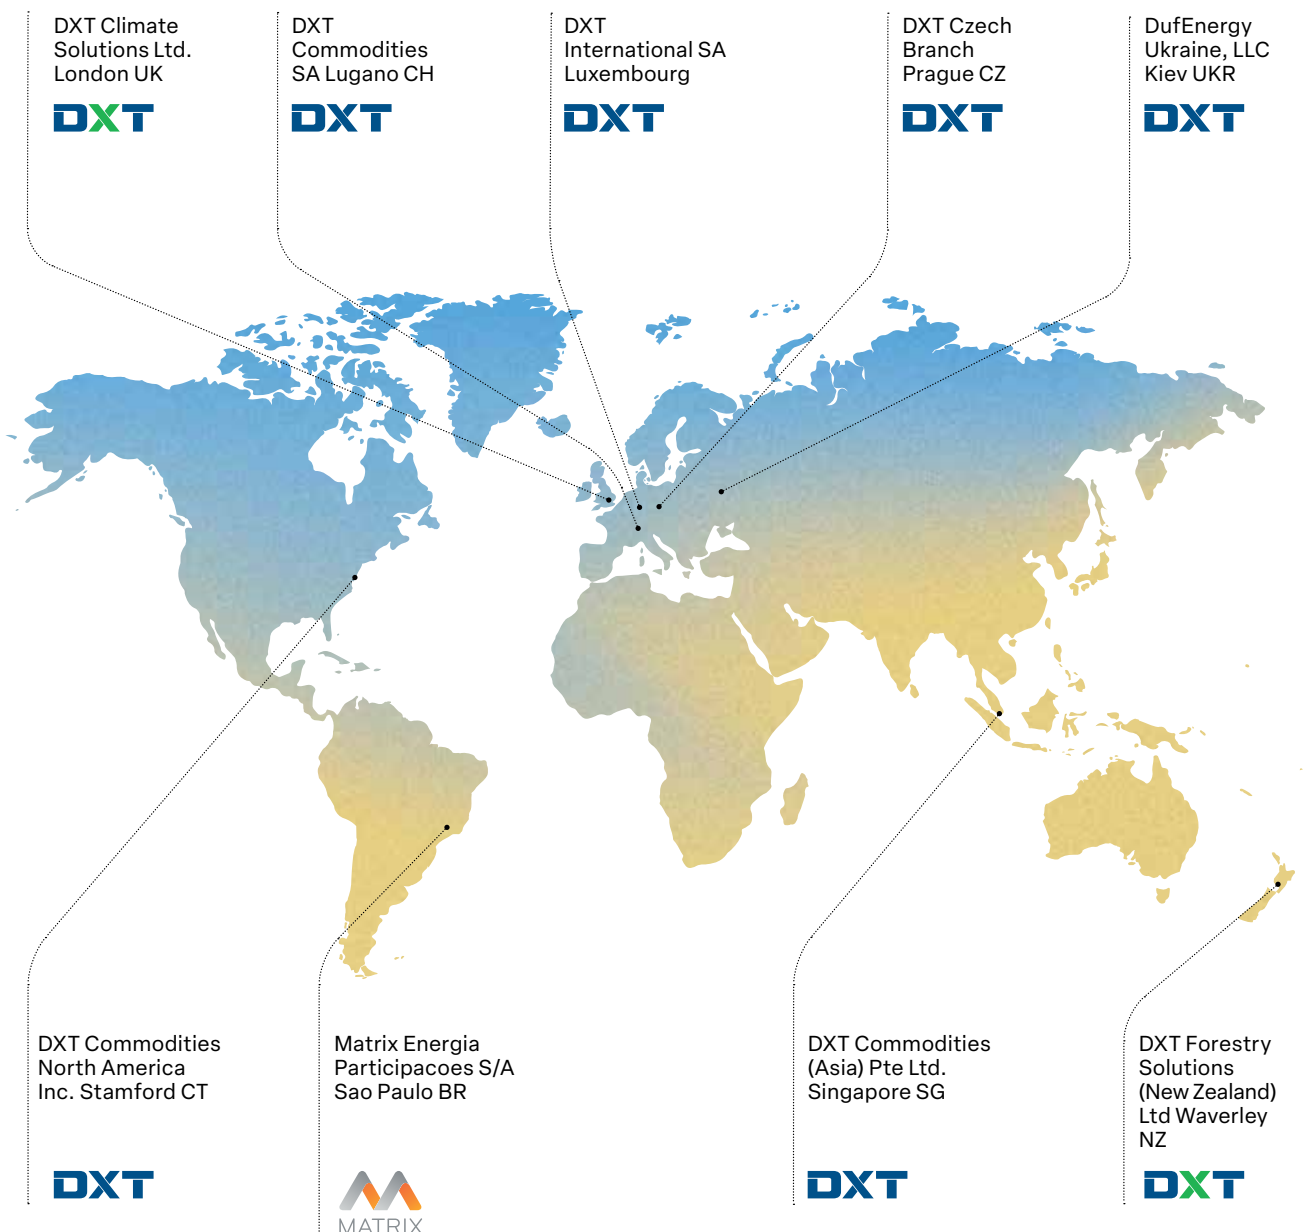 DXT Climate
Solutions Ltd.
London UK
DXT
DXT
Commodities
SA Lugano CH
DXT
DXT
International SA
Luxembourg
DXT
DXT Czech
Branch
Prague CZ
DXT
DufEnergy
Ukraine, LLC
Kiev UKR
DXT
DXT Commodities
North America
Inc. Stamford CT
DXT
Matrix Energia
Participacoes S/A
Sao Paulo BR
MATRIX
DXT Commodities
(Asia) Pte Ltd.
Singapore SG
DXT
DXT Forestry
Solutions
(New Zealand)
Ltd Waverley
NZ
DXT